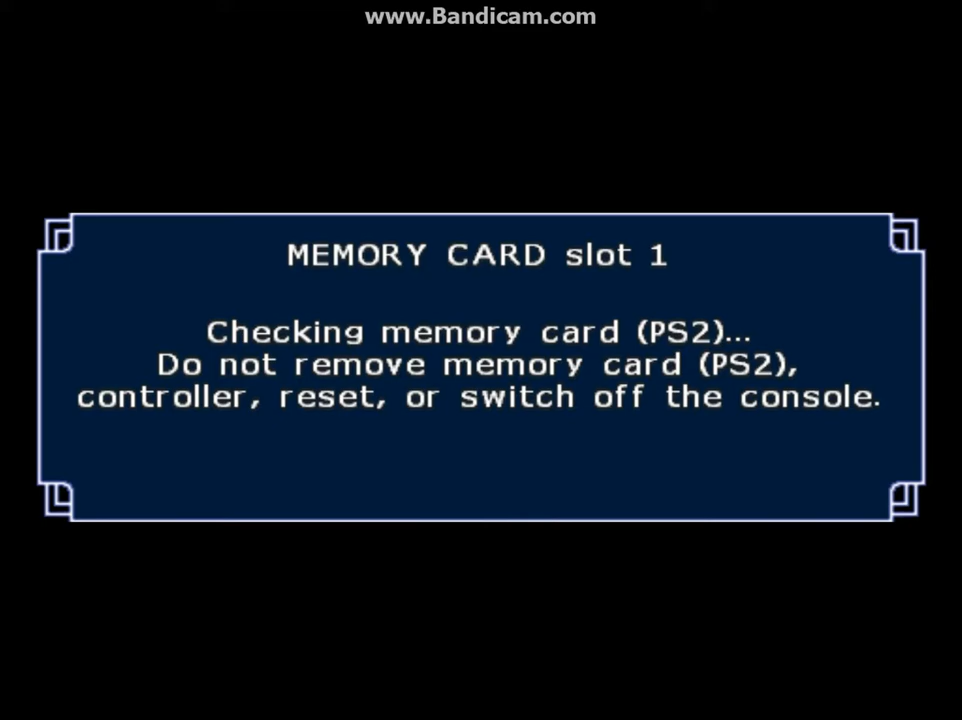 www.Bandicam.com
MEMORY CARD slot 1
Checking memory card (PS2)...
Do not remove memory card (PS2),
controller, reset, or switch off the console.